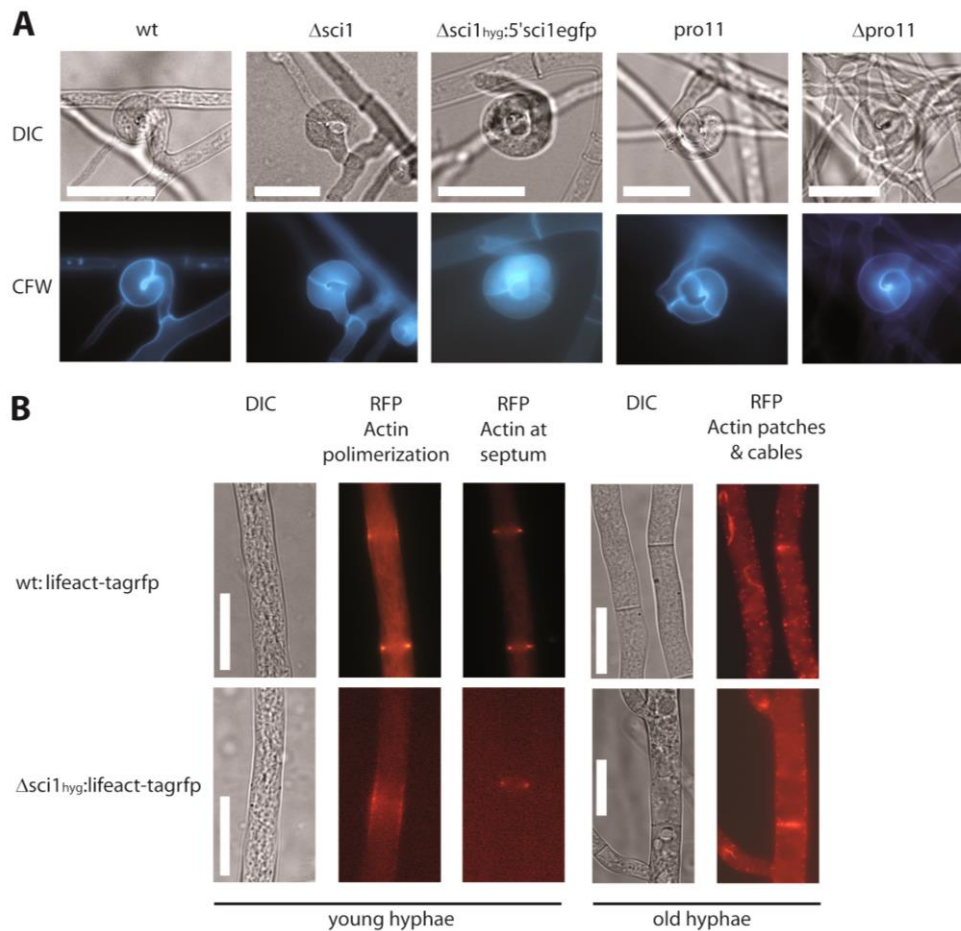 A
wt
Δsci1
Δsci1hyg:5'sci1egfp
pro11
Δpro11
DIC
CFW
B
DIC
RFP
Actin
polimerization
RFP
Actin at
septum
DIC
RFP
Actin patches
& cables
wt:lifeact-tagrfp
Δsci1hyg:lifeact-tagrfp
young hyphae
old hyphae